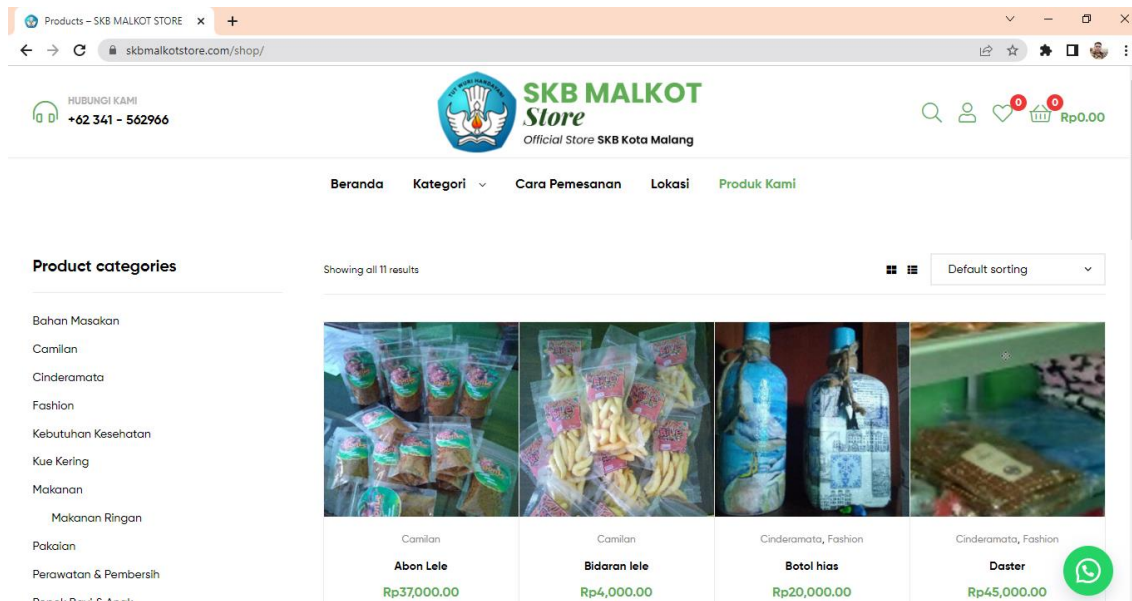 Products – SKB MALKOT STORE
skbmalkotstore.com/shop/
HUBUNGI KAMI
+62 341 - 562966
TUT WURI HANDAYANI
SKB MALKOT
Store
Official Store SKB Kota Malang
0
0
Rp0.00
Beranda
Kategori
Cara Pemesanan
Lokasi
Produk Kami
Product categories
Showing all 11 results
Default sorting
Bahan Masakan
Camilan
Cinderamata
Fashion
Kebutuhan Kesehatan
Kue Kering
Makanan
Makanan Ringan
Pakaian
Perawatan & Pembersih
Camilan
Abon Lele
Rp37,000.00
Camilan
Bidaran lele
Rp4,000.00
Cinderamata, Fashion
Botol hias
Rp20,000.00
Cinderamata, Fashion
Daster
Rp45,000.00